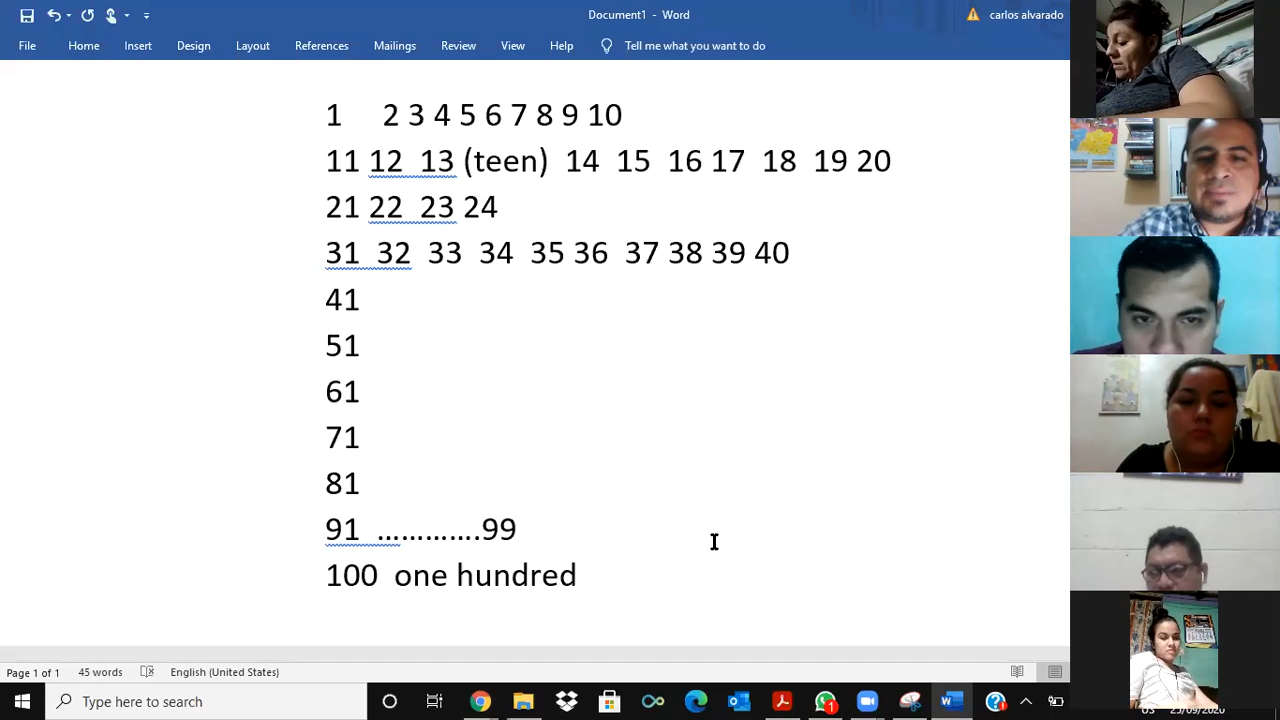 Document1 - Word
carlos alvarado
File Home Insert Design Layout References Mailings Review View Help Tell me what you want to do
1 2 3 4 5 6 7 8 9 10
11 12 13 (teen) 14 15 16 17 18 19 20
21 22 23 24
31 32 33 34 35 36 37 38 39 40
41
51
61
71
81
91 ………….99
100 one hundred
Page 1 of 1 45 words English (United States)
Type here to search
1